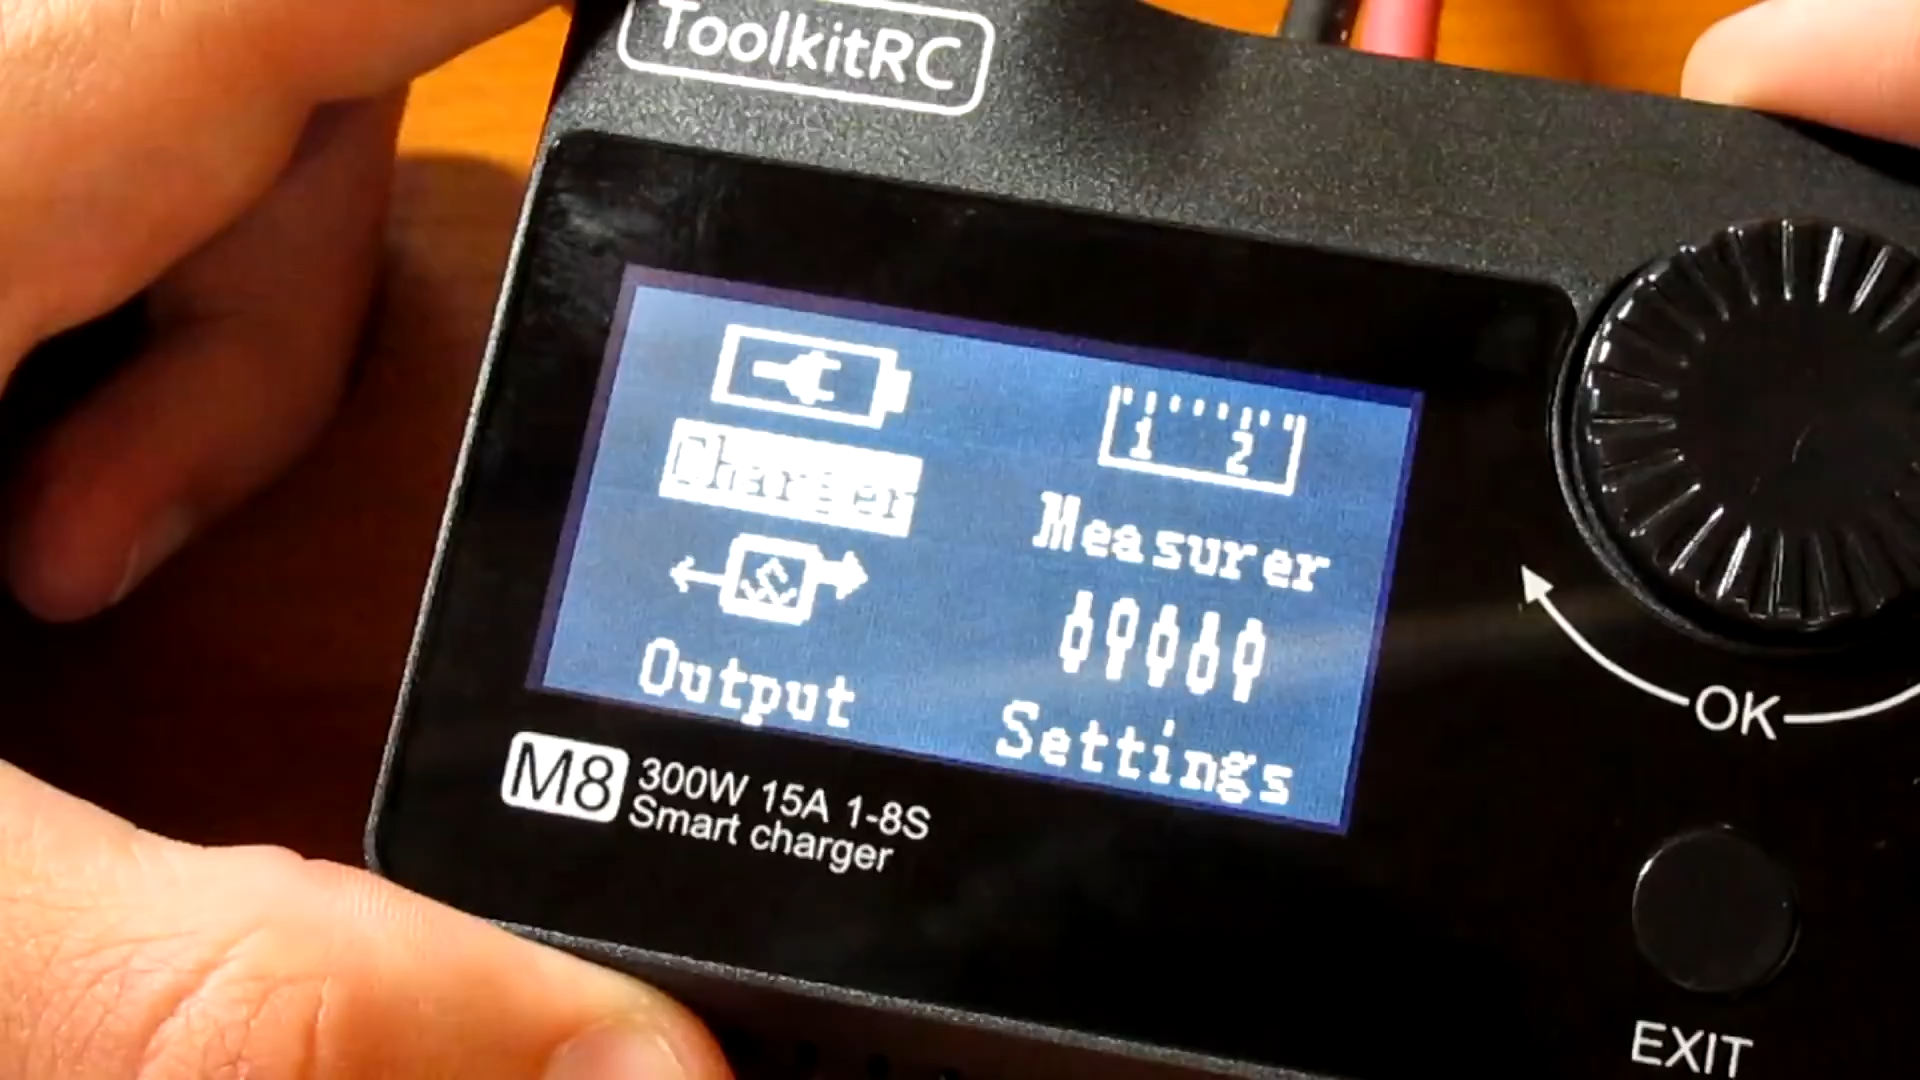 ToolkitRC
1 2
Charger
Measurer
Output
Settings
OK
M8 300W 15A 1-8S
Smart charger
EXIT